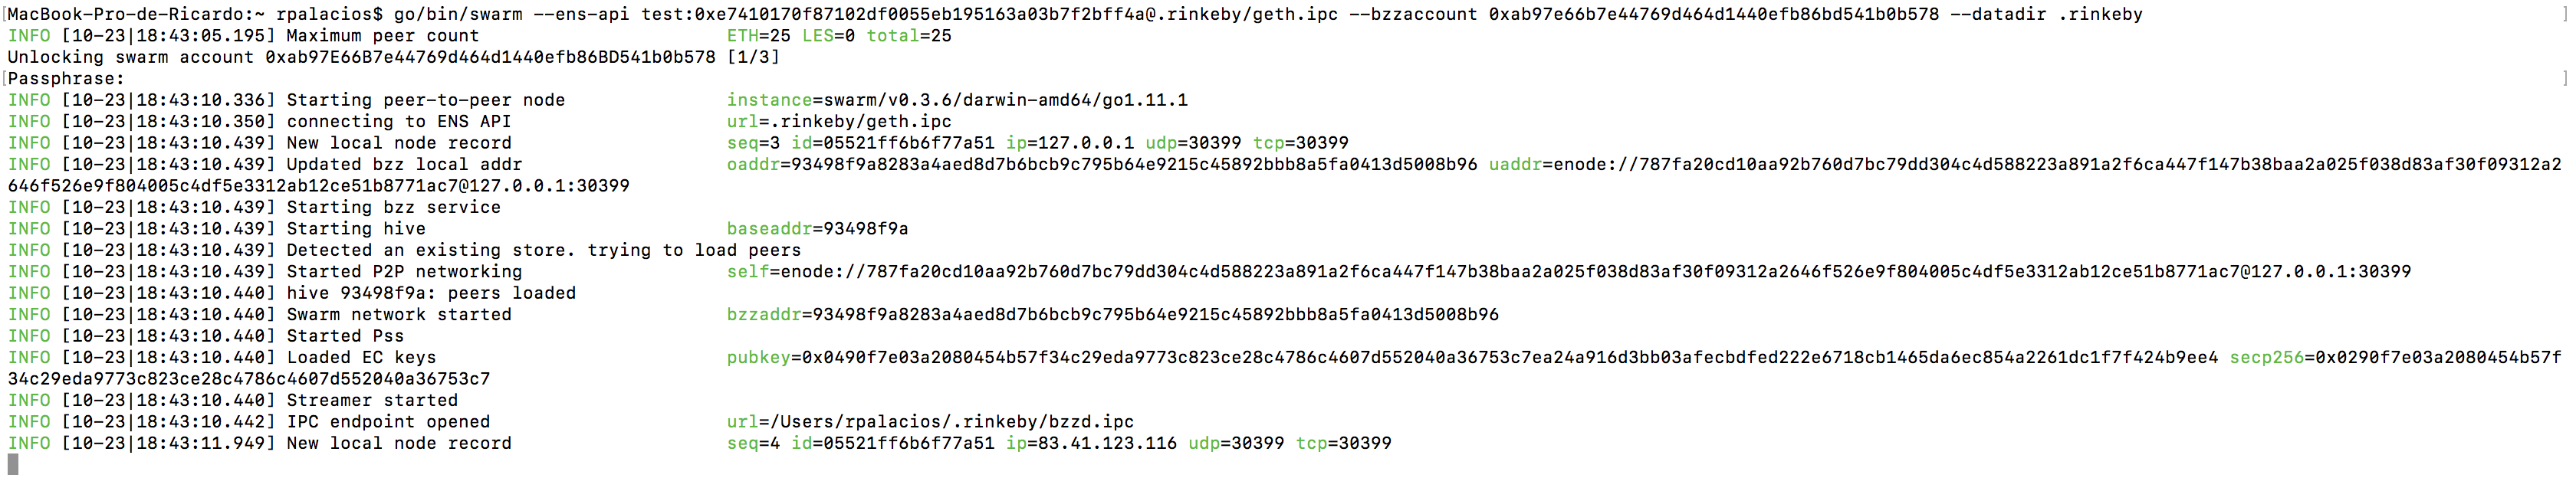 [MacBook-Pro-de-Ricardo:~ rpalacios$ go/bin/swarm --ens-api test:0xe7410170f87102df0055eb195163a03b7f2bff4a@.rinkeby/geth.ipc --bzzaccount 0xab97e66b7e44769d464d1440efb86bd541b0b578 --datadir .rinkeby ]
INFO [10-23|18:43:05.195] Maximum peer count ETH=25 LES=0 total=25
Unlocking swarm account 0xab97E66B7e44769d464d1440efb86BD541b0b578 [1/3]
[Passphrase: ]
INFO [10-23|18:43:10.336] Starting peer-to-peer node instance=swarm/v0.3.6/darwin-amd64/go1.11.1
INFO [10-23|18:43:10.350] connecting to ENS API url=.rinkeby/geth.ipc
INFO [10-23|18:43:10.439] New local node record seq=3 id=05521ff6b6f77a51 ip=127.0.0.1 udp=30399 tcp=30399
INFO [10-23|18:43:10.439] Updated bzz local addr oaddr=93498f9a8283a4aed8d7b6bcb9c795b64e9215c45892bbb8a5fa0413d5008b96 uaddr=enode://787fa20cd10aa92b760d7bc79dd304c4d588223a891a2f6ca447f147b38baa2a025f038d83af30f09312a2
646f526e9f804005c4df5e3312ab12ce51b8771ac7@127.0.0.1:30399
INFO [10-23|18:43:10.439] Starting bzz service
INFO [10-23|18:43:10.439] Starting hive baseaddr=93498f9a
INFO [10-23|18:43:10.439] Detected an existing store. trying to load peers
INFO [10-23|18:43:10.439] Started P2P networking self=enode://787fa20cd10aa92b760d7bc79dd304c4d588223a891a2f6ca447f147b38baa2a025f038d83af30f09312a2646f526e9f804005c4df5e3312ab12ce51b8771ac7@127.0.0.1:30399
INFO [10-23|18:43:10.440] hive 93498f9a: peers loaded
INFO [10-23|18:43:10.440] Swarm network started bzzaddr=93498f9a8283a4aed8d7b6bcb9c795b64e9215c45892bbb8a5fa0413d5008b96
INFO [10-23|18:43:10.440] Started Pss
INFO [10-23|18:43:10.440] Loaded EC keys pubkey=0x0490f7e03a2080454b57f34c29eda9773c823ce28c4786c4607d552040a36753c7ea24a916d3bb03afecbdfed222e6718cb1465da6ec854a2261dc1f7f424b9ee4 secp256=0x0290f7e03a2080454b57f
34c29eda9773c823ce28c4786c4607d552040a36753c7
INFO [10-23|18:43:10.440] Streamer started
INFO [10-23|18:43:10.442] IPC endpoint opened url=/Users/rpalacios/.rinkeby/bzzd.ipc
INFO [10-23|18:43:11.949] New local node record seq=4 id=05521ff6b6f77a51 ip=83.41.123.116 udp=30399 tcp=30399